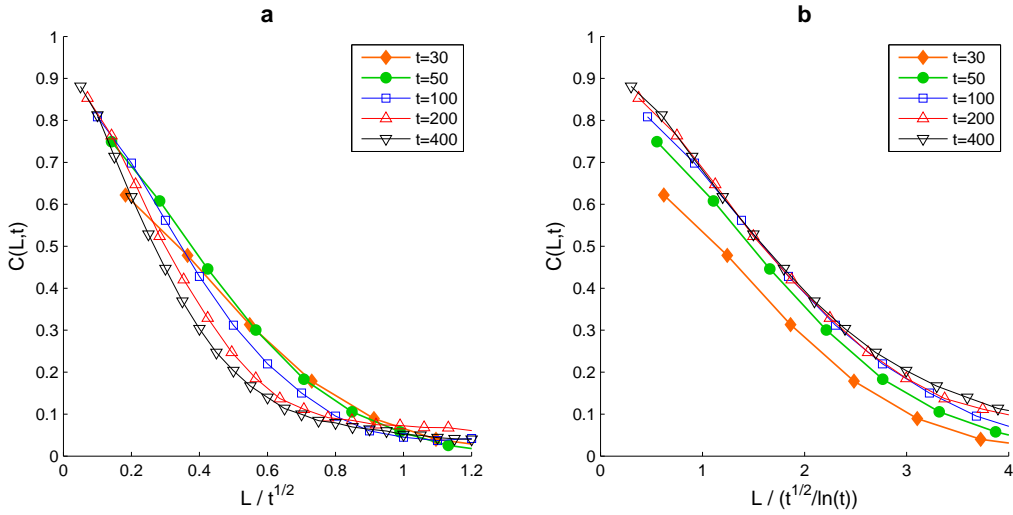 a
1
0.9
0.8
0.7
0.6
0.5
0.4
0.3
0.2
0.1
0
C(L,t)
0 0.2 0.4 0.6 0.8 1 1.2
L / t^{1/2}
t=30
t=50
t=100
t=200
t=400
b
1
0.9
0.8
0.7
0.6
0.5
0.4
0.3
0.2
0.1
0
C(L,t)
0 1 2 3 4
L / (t^{1/2}/ln(t))
t=30
t=50
t=100
t=200
t=400